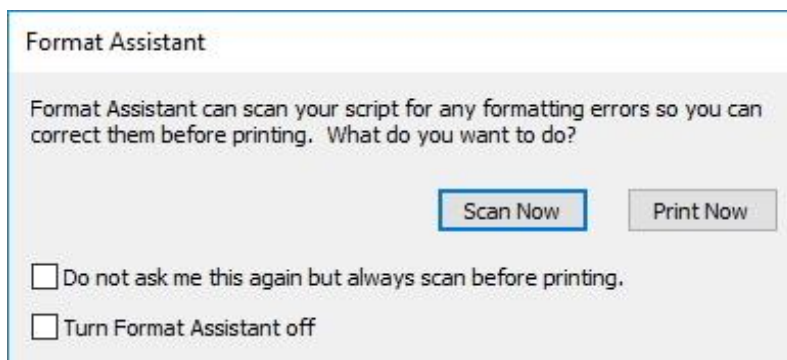 Format Assistant
Format Assistant can scan your script for any formatting errors so you can
correct them before printing.  What do you want to do?
Scan Now    Print Now
Do not ask me this again but always scan before printing.
Turn Format Assistant off